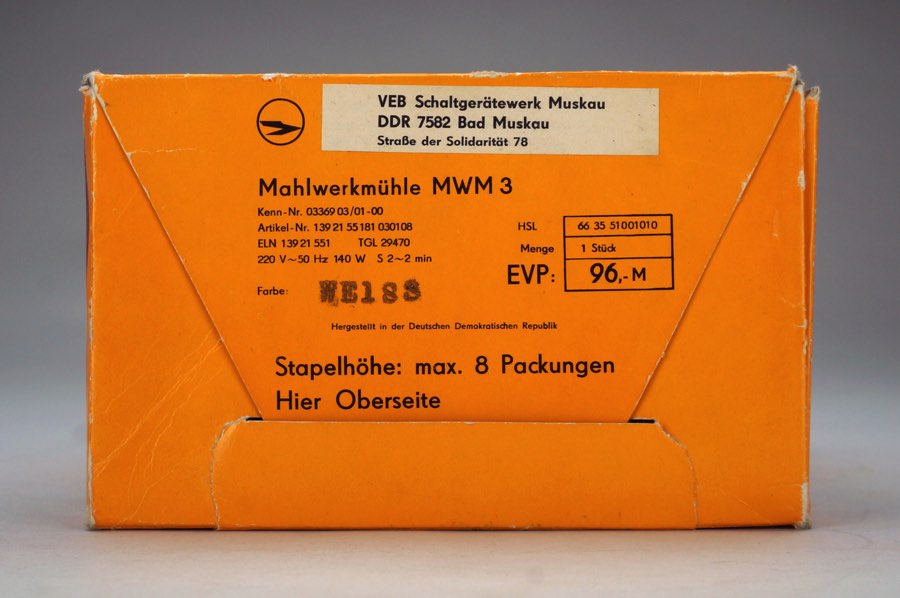 VEB Schaltgerätewerk Muskau
DDR 7582 Bad Muskau
Straße der Solidarität 78
Mahlwerkmühle MWM 3
Kenn-Nr. 0336903/01-00
Artikel-Nr. 139 21 55 181 030108
ELN 139 21 551 TGL 29470
220 V~50 Hz 140 W S 2~2 min
Farbe: WEISS
HSL 66 35 51001010
Menge 1 Stück
EVP: 96,-M
Hergestellt in der Deutschen Demokratischen Republik
Stapelhöhe: max. 8 Packungen
Hier Oberseite